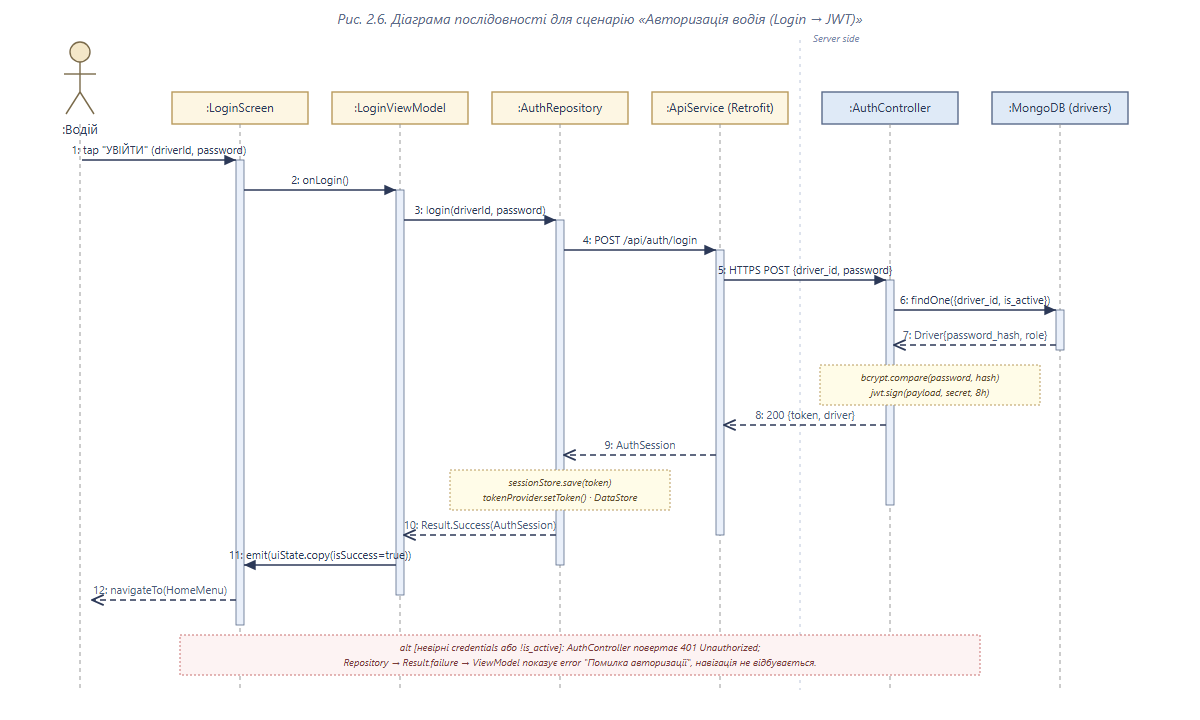 Рис. 2.6. Діаграма послідовності для сценарію «Авторизація водія (Login → JWT)»
Server side
:Водій
:LoginScreen
:LoginViewModel
:AuthRepository
:ApiService (Retrofit)
:AuthController
:MongoDB (drivers)
1: tap "УВІЙТИ" (driverId, password)
2: onLogin()
3: login(driverId, password)
4: POST /api/auth/login
5: HTTPS POST {driver_id, password}
6: findOne({driver_id, is_active})
7: Driver{password_hash, role}
bcrypt.compare(password, hash)
jwt.sign(payload, secret, 8h)
8: 200 {token, driver}
9: AuthSession
sessionStore.save(token)
tokenProvider.setToken() · DataStore
10: Result.Success(AuthSession)
11: emit(uiState.copy(isSuccess=true))
12: navigateTo(HomeMenu)
alt [невірні credentials або !is_active]: AuthController повертає 401 Unauthorized;
Repository → Result.failure → ViewModel показує error "Помилка авторизації", навігація не відбувається.